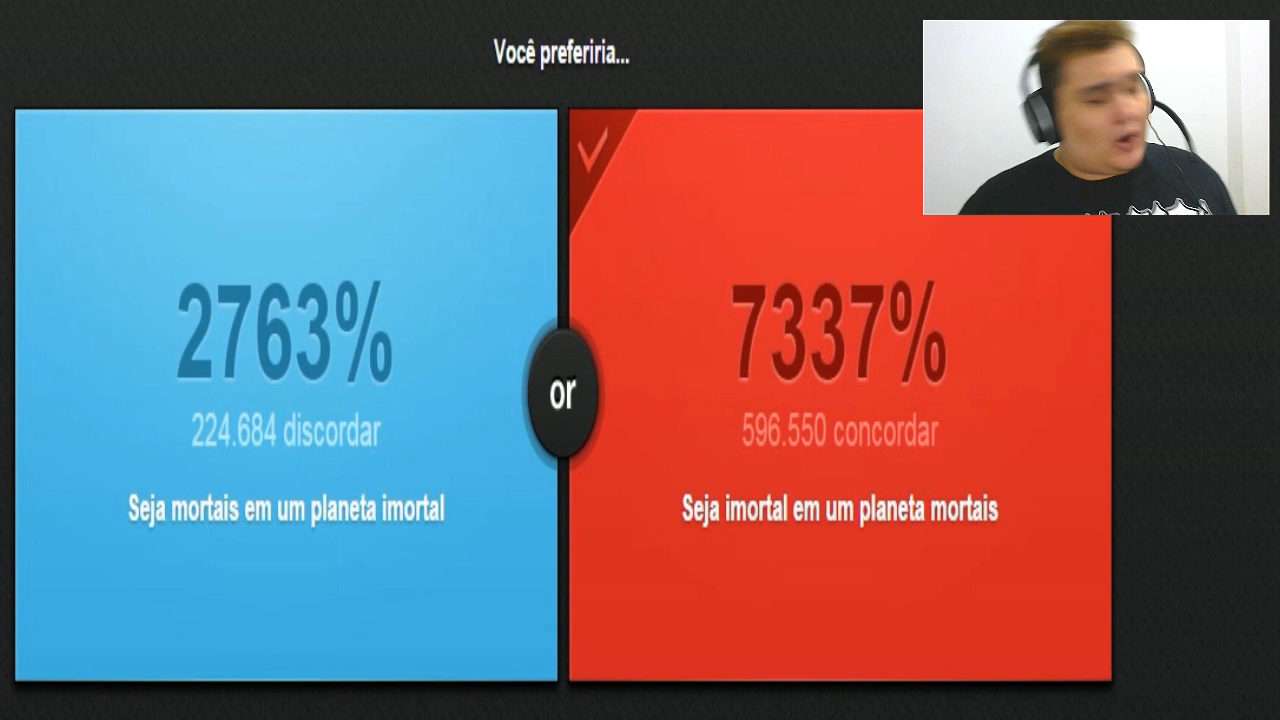 Você preferiria...
2763%
224.684 discordar
Seja mortais em um planeta imortal
or
7337%
596.550 concordar
Seja imortal em um planeta mortais